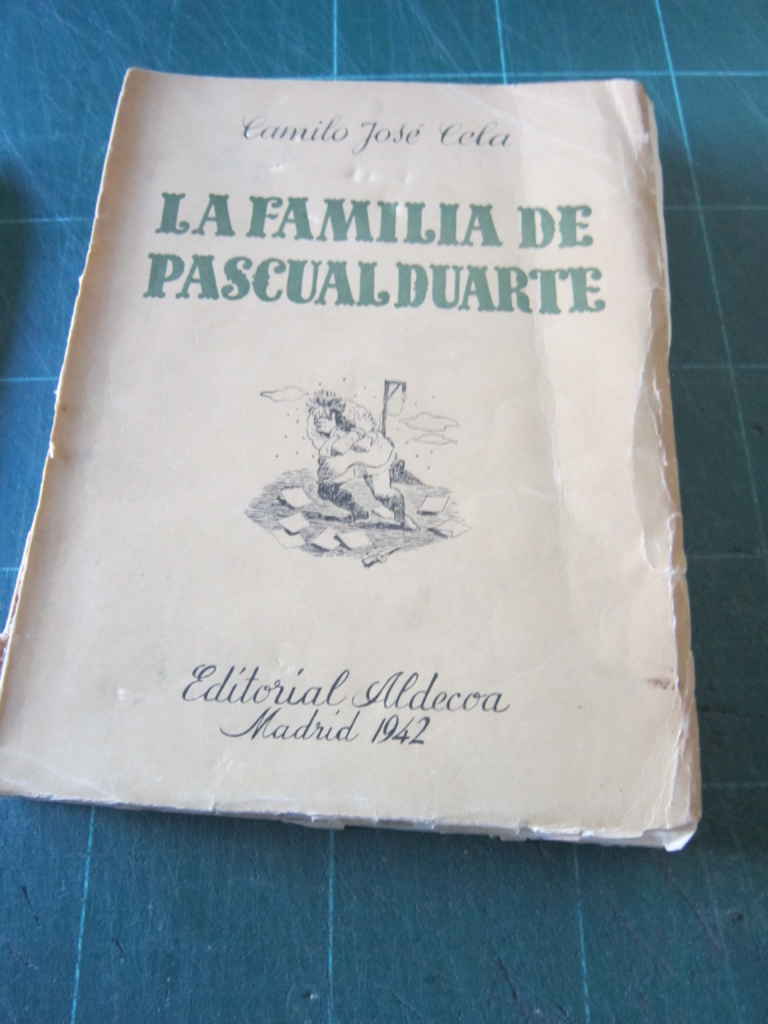 Camilo José Cela
LA FAMILIA DE
PASCUAL DUARTE
Editorial Aldecoa
Madrid 1942